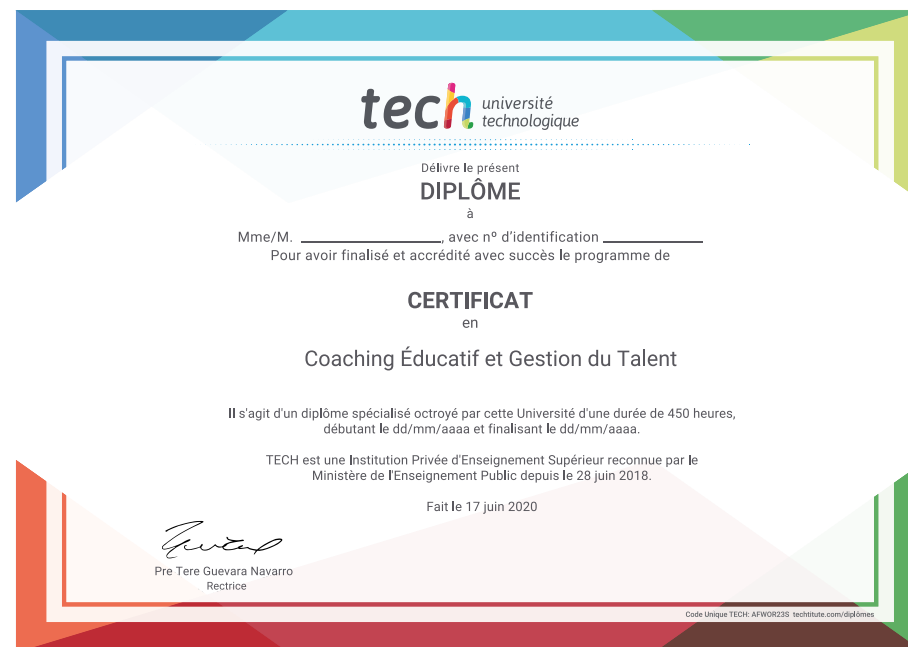 tech université
technologique
Délivre le présent
DIPLÔME
à
Mme/M. ____________________, avec nº d'identification ______________
Pour avoir finalisé et accrédité avec succès le programme de
CERTIFICAT
en
Coaching Éducatif et Gestion du Talent
Il s'agit d'un diplôme spécialisé octroyé par cette Université d'une durée de 450 heures,
débutant le dd/mm/aaaa et finalisant le dd/mm/aaaa.
TECH est une Institution Privée d'Enseignement Supérieur reconnue par le
Ministère de l'Enseignement Public depuis le 28 juin 2018.
Fait le 17 juin 2020
Pre Tere Guevara Navarro
Rectrice
Code Unique TECH: AFWOR23S techtitute.com/diplômes